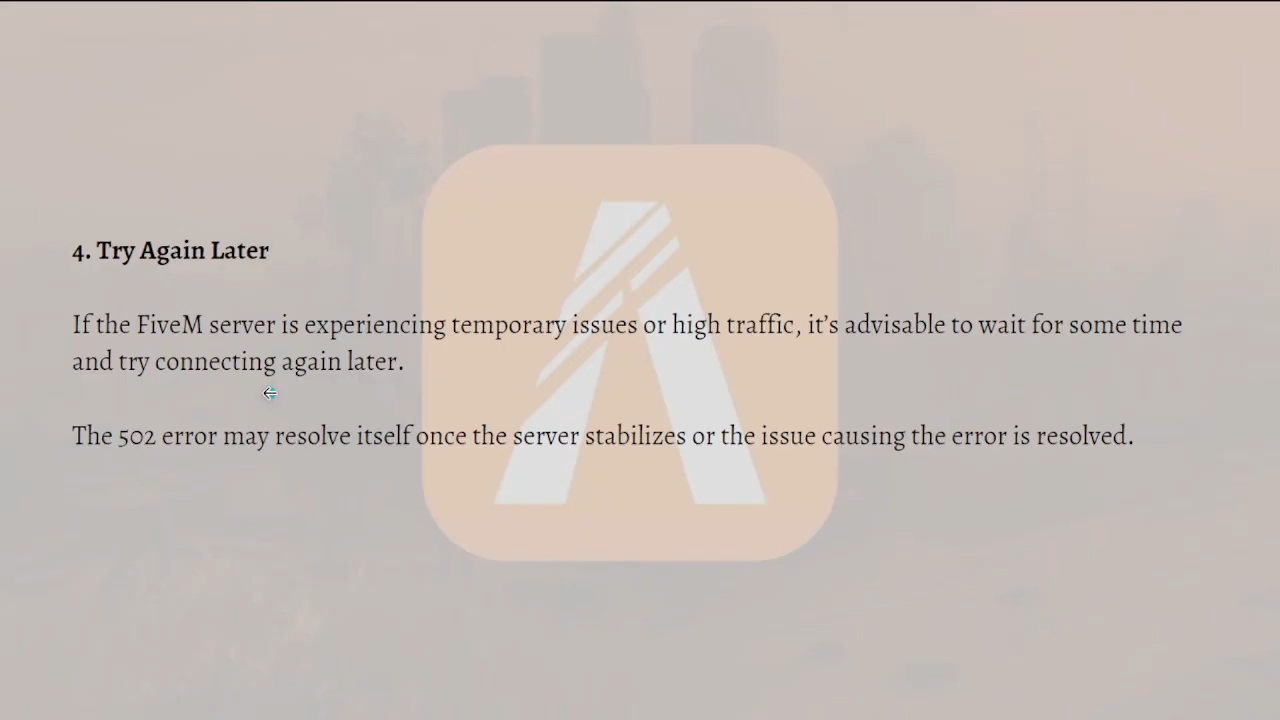 4. Try Again Later
If the FiveM server is experiencing temporary issues or high traffic, it’s advisable to wait for some time
and try connecting again later.
The 502 error may resolve itself once the server stabilizes or the issue causing the error is resolved.